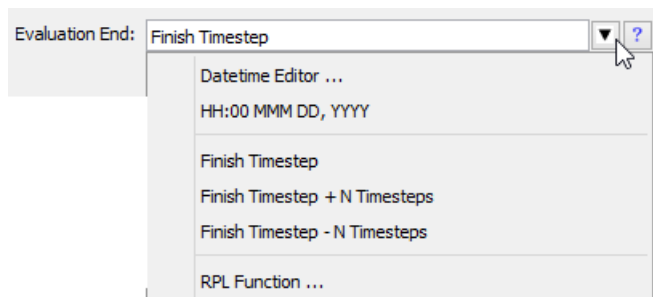 Evaluation End: Finish Timestep ?
Datetime Editor ...
HH:00 MMM DD, YYYY
Finish Timestep
Finish Timestep + N Timesteps
Finish Timestep - N Timesteps
RPL Function ...